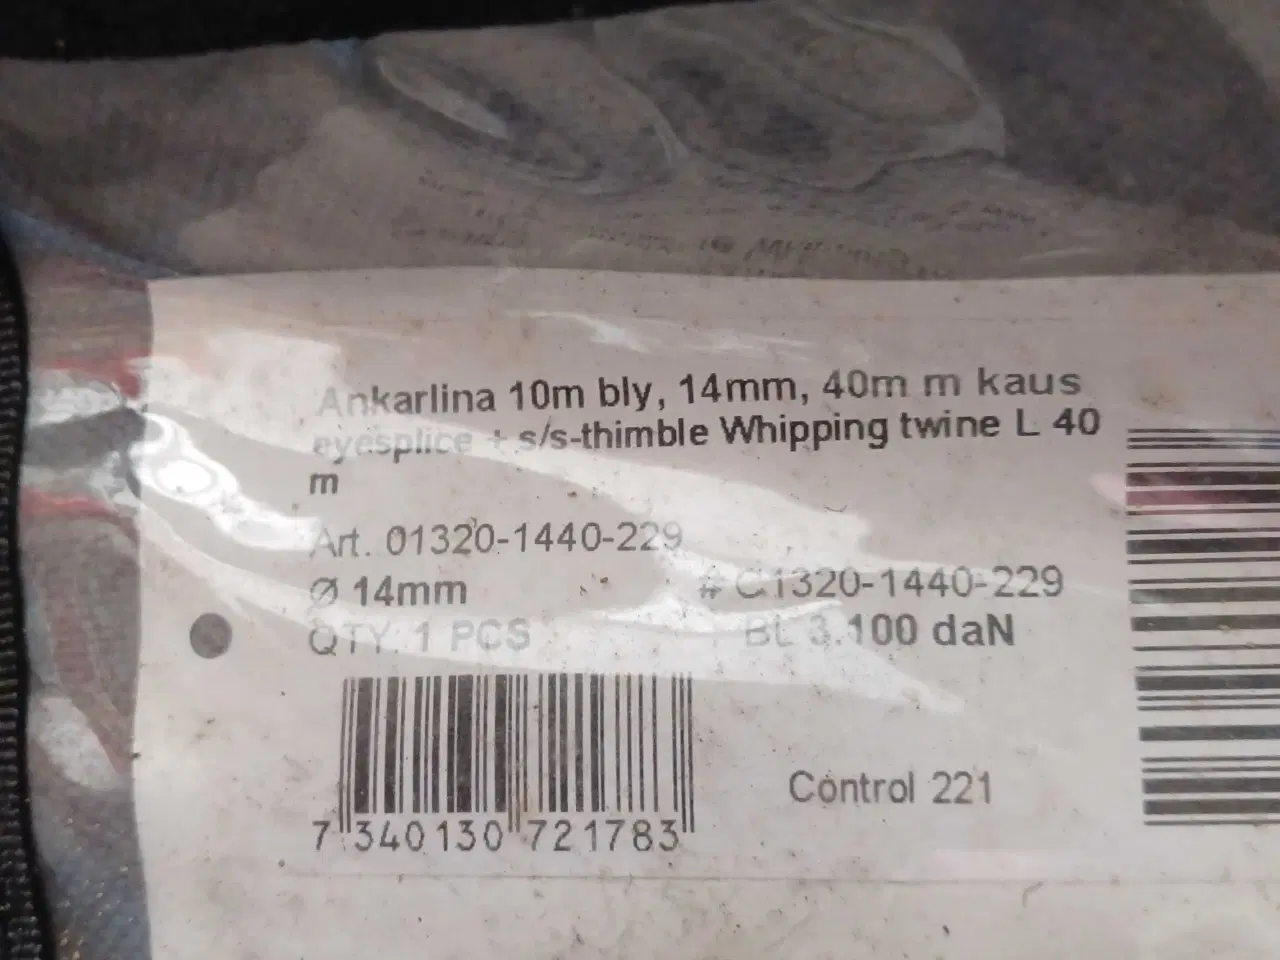 Ankarlina 10m bly, 14mm, 40m m kaus
eyesplice + s/s-thimble Whipping twine L 40
m
Art. 01320-1440-229
Ø 14mm
# C1320-1440-229
QTY: 1 PCS
BL 3.100 daN
Control 221
7 340130 721783